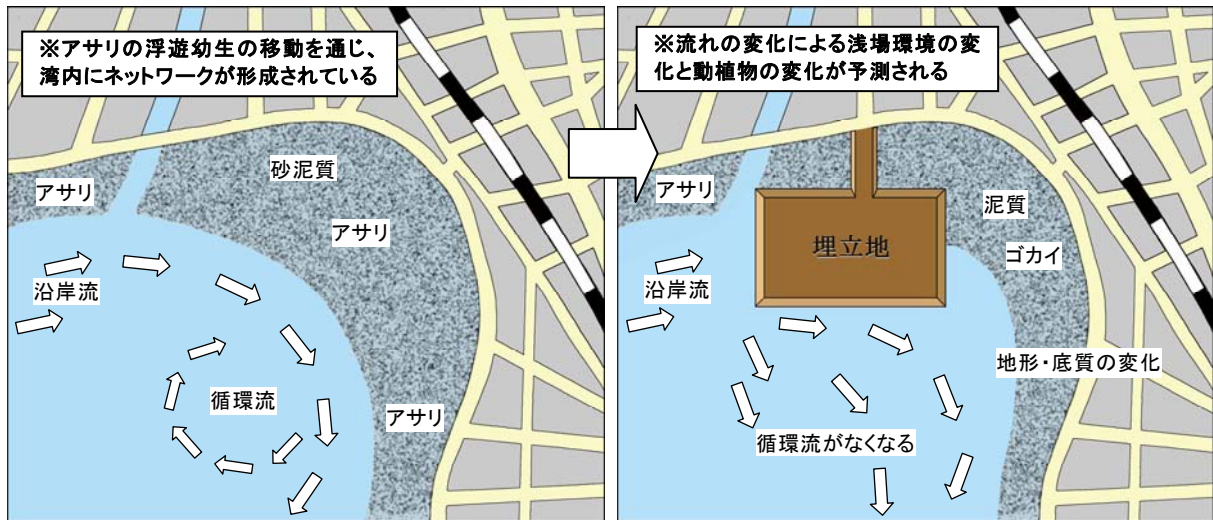 ※アサリの浮遊幼生の移動を通じ、
湾内にネットワークが形成されている
砂泥質
アサリ
アサリ
沿岸流
循環流
アサリ
※流れの変化による浅場環境の変
化と動植物の変化が予測される
アサリ
泥質
埋立地
ゴカイ
沿岸流
地形・底質の変化
循環流がなくなる